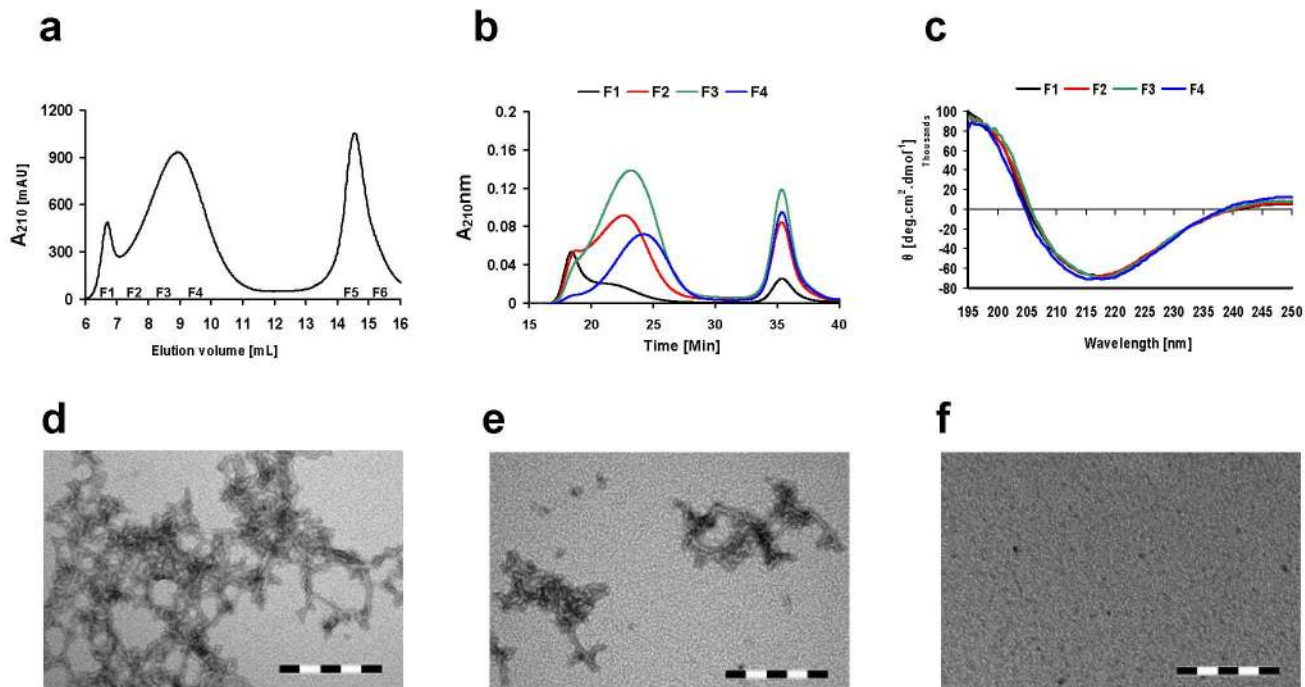 a
1200
900
600
300
0
A210 [mAU]
F1 F2 F3 F4 F5 F6
6 7 8 9 10 11 12 13 14 15 16
Elution volume [mL]
b
F1 F2 F3 F4
0.2
0.16
0.12
0.08
0.04
0
A210nm
15 20 25 30 35 40
Time [Min]
c
F1 F2 F3 F4
100
80
60
40
20
0
-20
-40
-60
-80
θ [deg.cm².dmol⁻¹]
Thousands
195 200 205 210 214 220 225 230 235 240 245 250
Wavelength [nm]
d
e
f